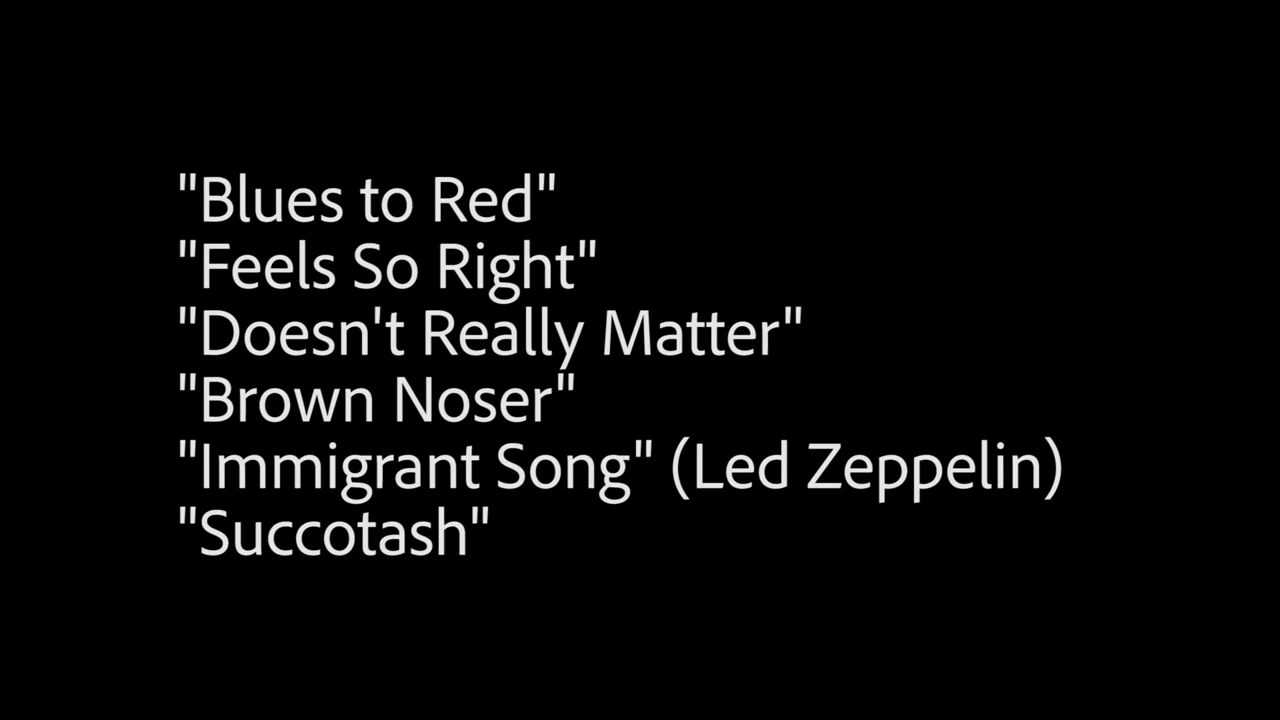 "Blues to Red"
"Feels So Right"
"Doesn't Really Matter"
"Brown Noser"
"Immigrant Song" (Led Zeppelin)
"Succotash"